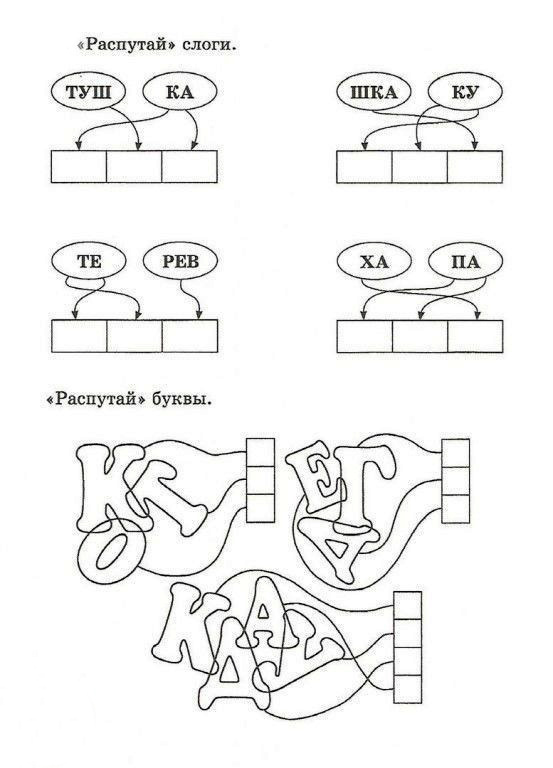 «Распутай» слоги.
ТУШ КА ШКА КУ
ТЕ РЕВ ХА ПА
«Распутай» буквы.
К Т О Е Г А
К А Д Г